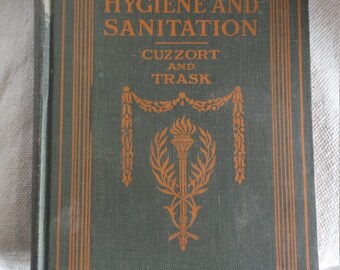 HYGIENE AND
SANITATION
CUZZORT
AND
TRASK